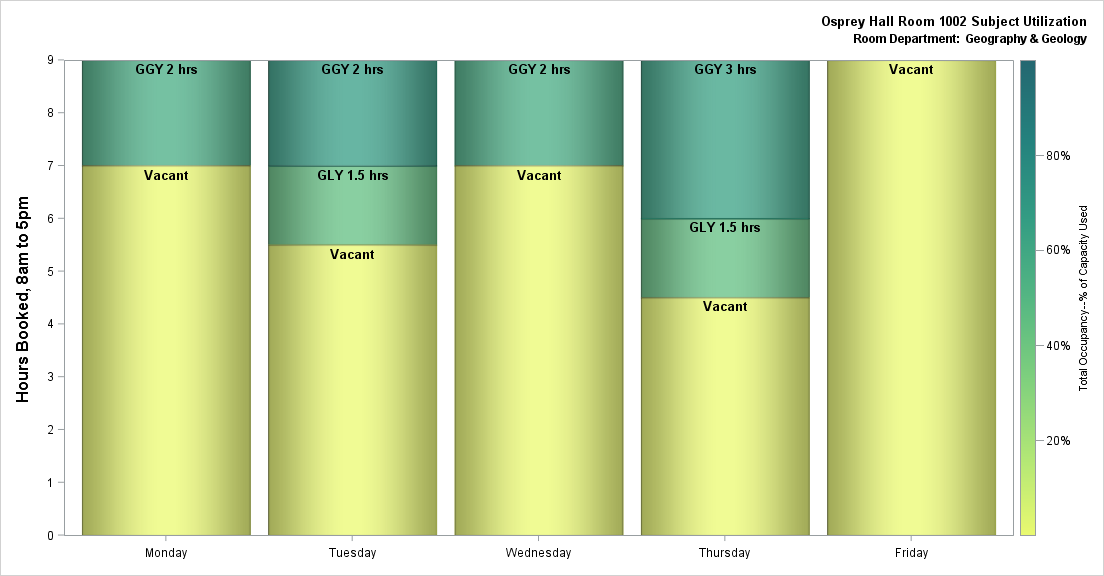 Osprey Hall Room 1002 Subject Utilization
Room Department: Geography & Geology
Hours Booked, 8am to 5pm
9
8
7
6
5
4
3
2
1
0
GGY 2 hrs
Vacant
GGY 2 hrs
GLY 1.5 hrs
Vacant
GGY 2 hrs
Vacant
GGY 3 hrs
GLY 1.5 hrs
Vacant
Vacant
Monday
Tuesday
Wednesday
Thursday
Friday
80%
60%
40%
20%
Total Occupancy--% of Capacity Used